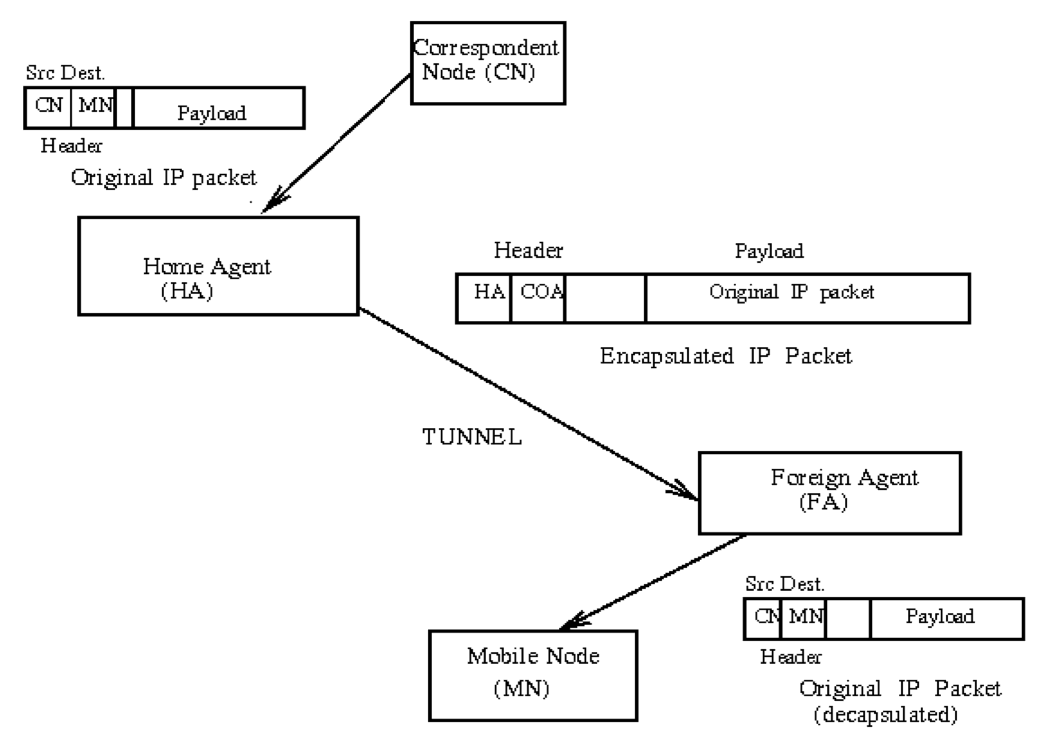 Correspondent
Node (CN)
Src Dest.
CN MN Payload
Header
Original IP packet
Home Agent
(HA)
Header Payload
HA COA Original IP packet
Encapsulated IP Packet
TUNNEL
Foreign Agent
(FA)
Src Dest.
CN MN Payload
Header
Mobile Node
(MN)
Original IP Packet
(decapsulated)